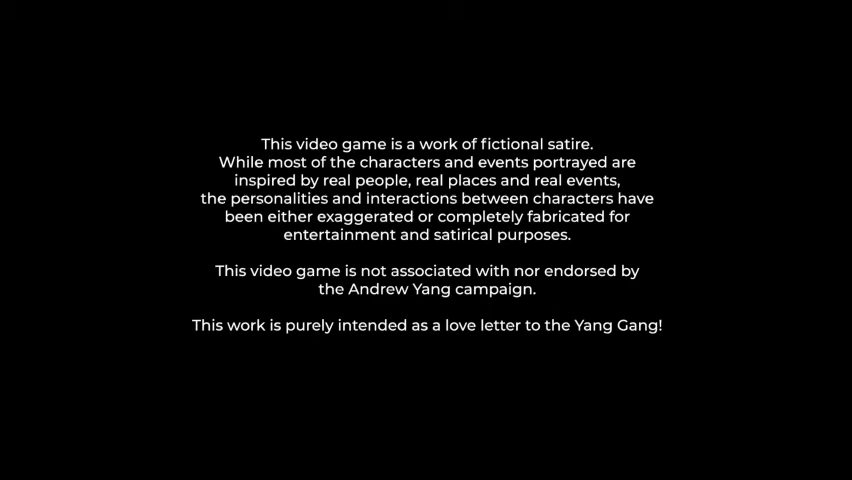 This video game is a work of fictional satire.
While most of the characters and events portrayed are
inspired by real people, real places and real events,
the personalities and interactions between characters have
been either exaggerated or completely fabricated for
entertainment and satirical purposes.
This video game is not associated with nor endorsed by
the Andrew Yang campaign.
This work is purely intended as a love letter to the Yang Gang!